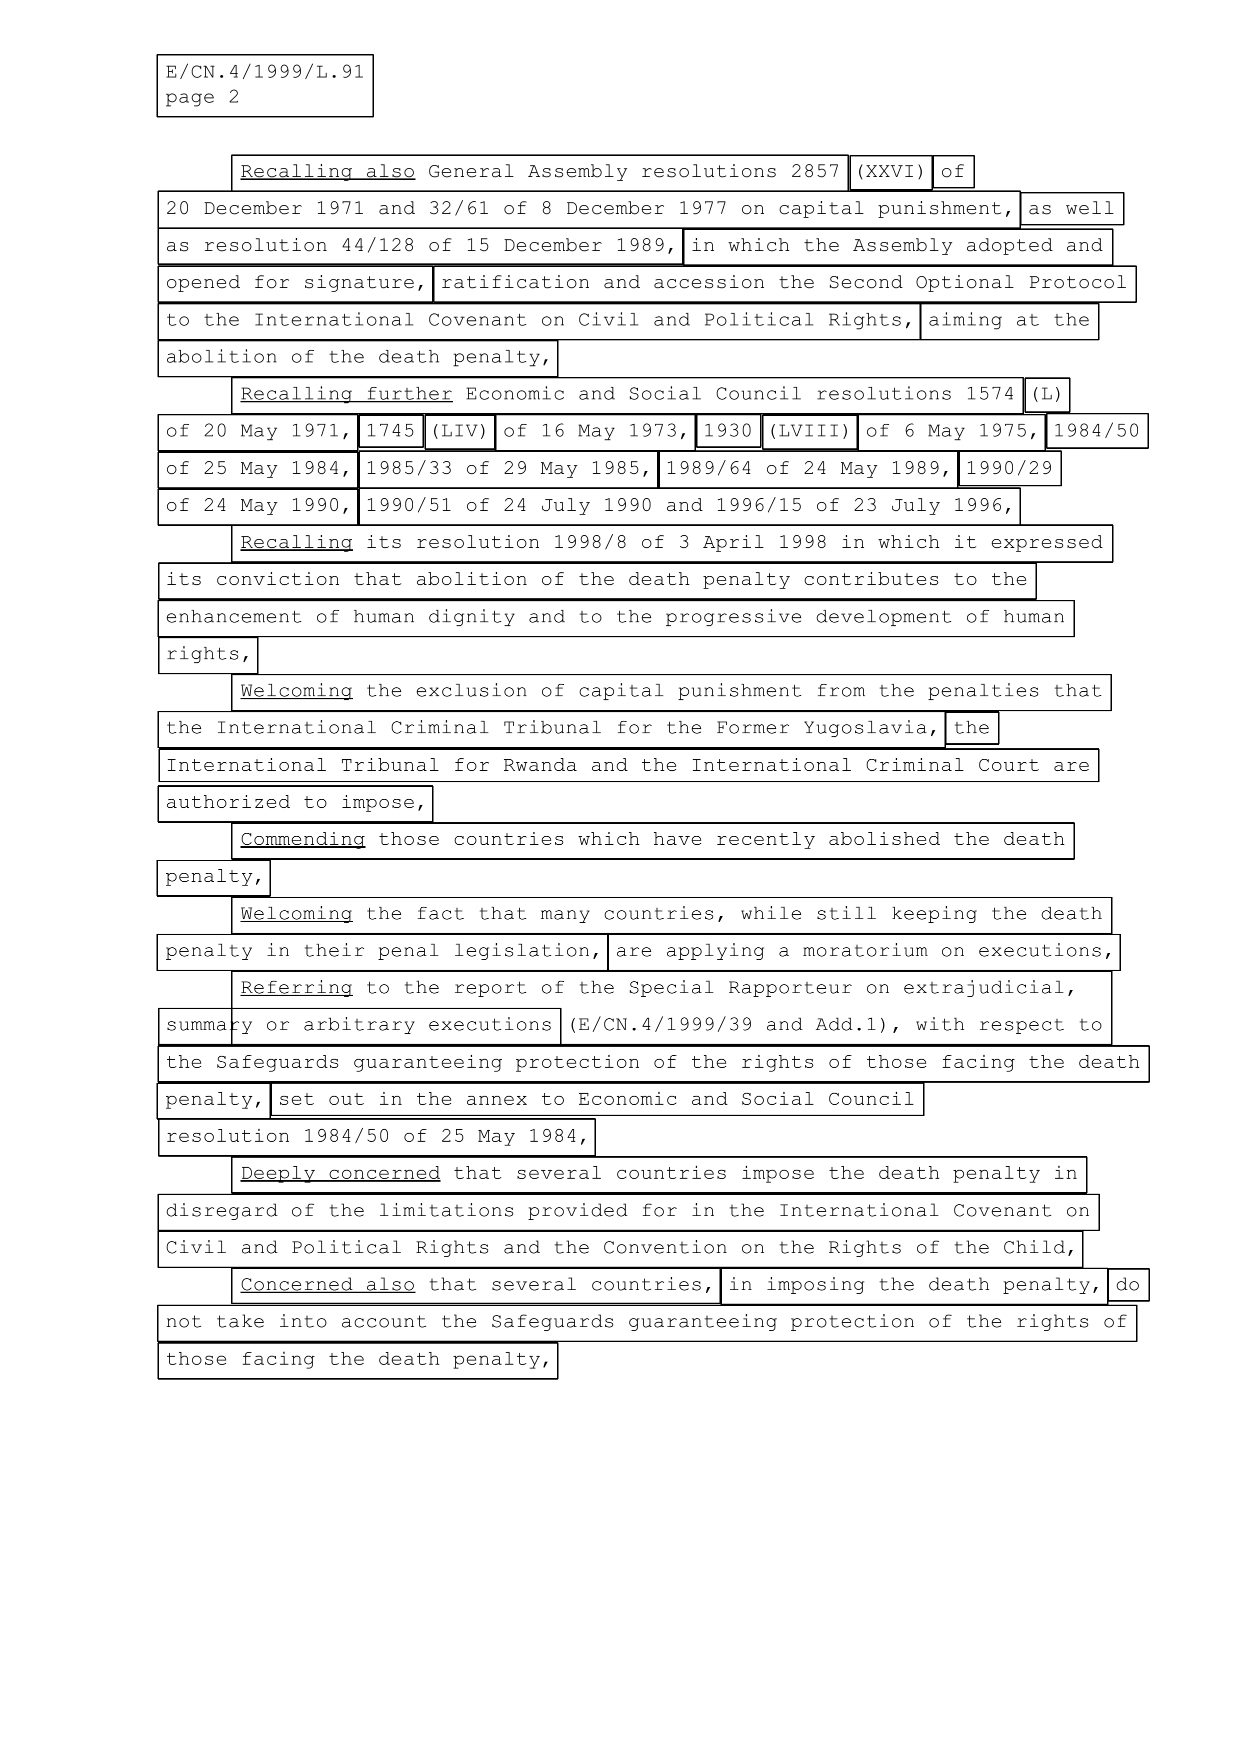 E/CN.4/1999/L.91
page 2
Recalling also General Assembly resolutions 2857 (XXVI) of
20 December 1971 and 32/61 of 8 December 1977 on capital punishment, as well
as resolution 44/128 of 15 December 1989, in which the Assembly adopted and
opened for signature, ratification and accession the Second Optional Protocol
to the International Covenant on Civil and Political Rights, aiming at the
abolition of the death penalty,
Recalling further Economic and Social Council resolutions 1574 (L)
of 20 May 1971, 1745 (LIV) of 16 May 1973, 1930 (LVIII) of 6 May 1975, 1984/50
of 25 May 1984, 1985/33 of 29 May 1985, 1989/64 of 24 May 1989, 1990/29
of 24 May 1990, 1990/51 of 24 July 1990 and 1996/15 of 23 July 1996,
Recalling its resolution 1998/8 of 3 April 1998 in which it expressed
its conviction that abolition of the death penalty contributes to the
enhancement of human dignity and to the progressive development of human
rights,
Welcoming the exclusion of capital punishment from the penalties that
the International Criminal Tribunal for the Former Yugoslavia, the
International Tribunal for Rwanda and the International Criminal Court are
authorized to impose,
Commending those countries which have recently abolished the death
penalty,
Welcoming the fact that many countries, while still keeping the death
penalty in their penal legislation, are applying a moratorium on executions,
Referring to the report of the Special Rapporteur on extrajudicial,
summary or arbitrary executions (E/CN.4/1999/39 and Add.1), with respect to
the Safeguards guaranteeing protection of the rights of those facing the death
penalty, set out in the annex to Economic and Social Council
resolution 1984/50 of 25 May 1984,
Deeply concerned that several countries impose the death penalty in
disregard of the limitations provided for in the International Covenant on
Civil and Political Rights and the Convention on the Rights of the Child,
Concerned also that several countries, in imposing the death penalty, do
not take into account the Safeguards guaranteeing protection of the rights of
those facing the death penalty,